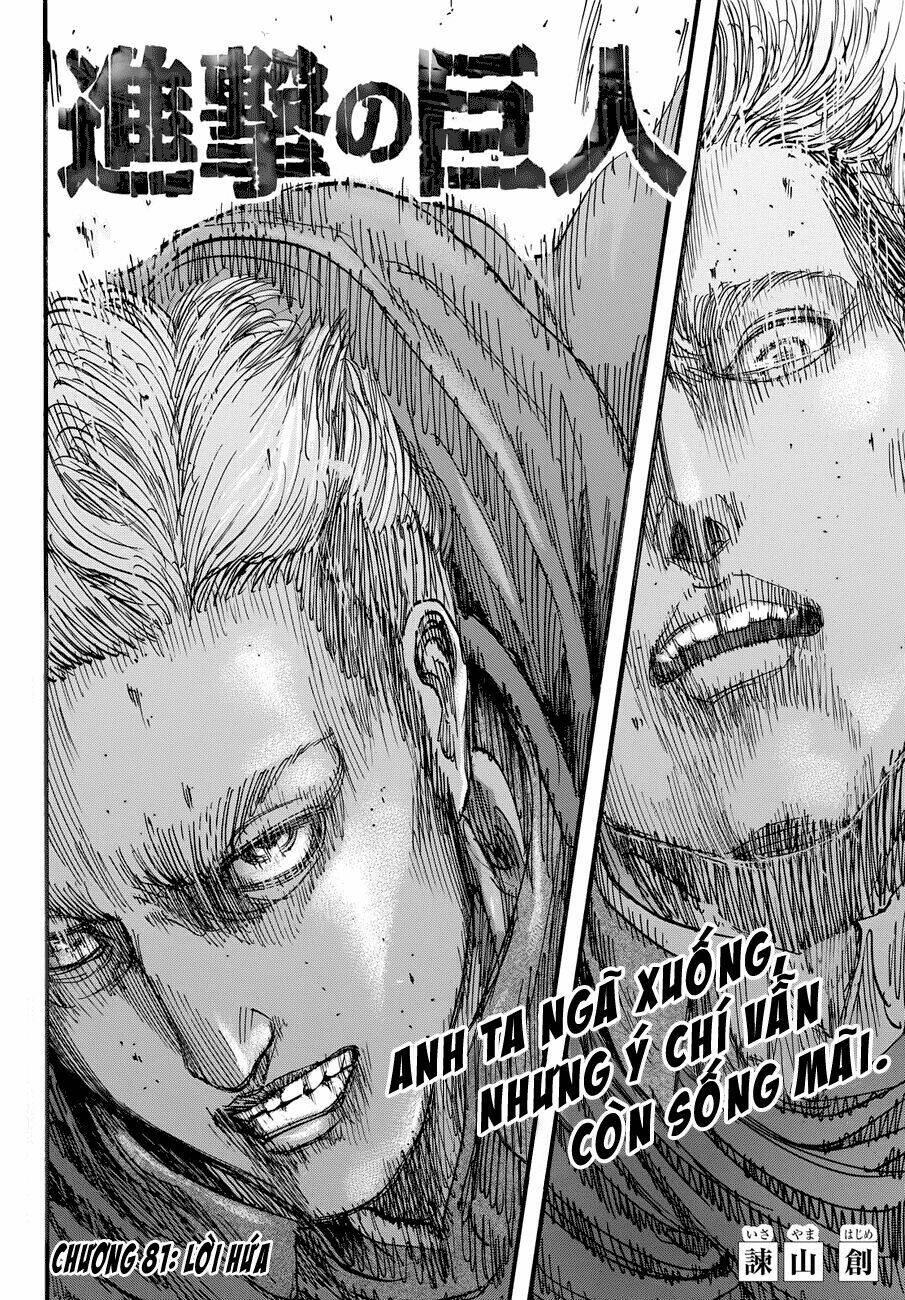 進撃の巨人
ANH TA NGÃ XUỐNG,
NHƯNG Ý CHÍ VẪN
CÒN SỐNG MÃI.
CHƯƠNG 81: LỜI HỨA
いさ やま はじめ
諫山創